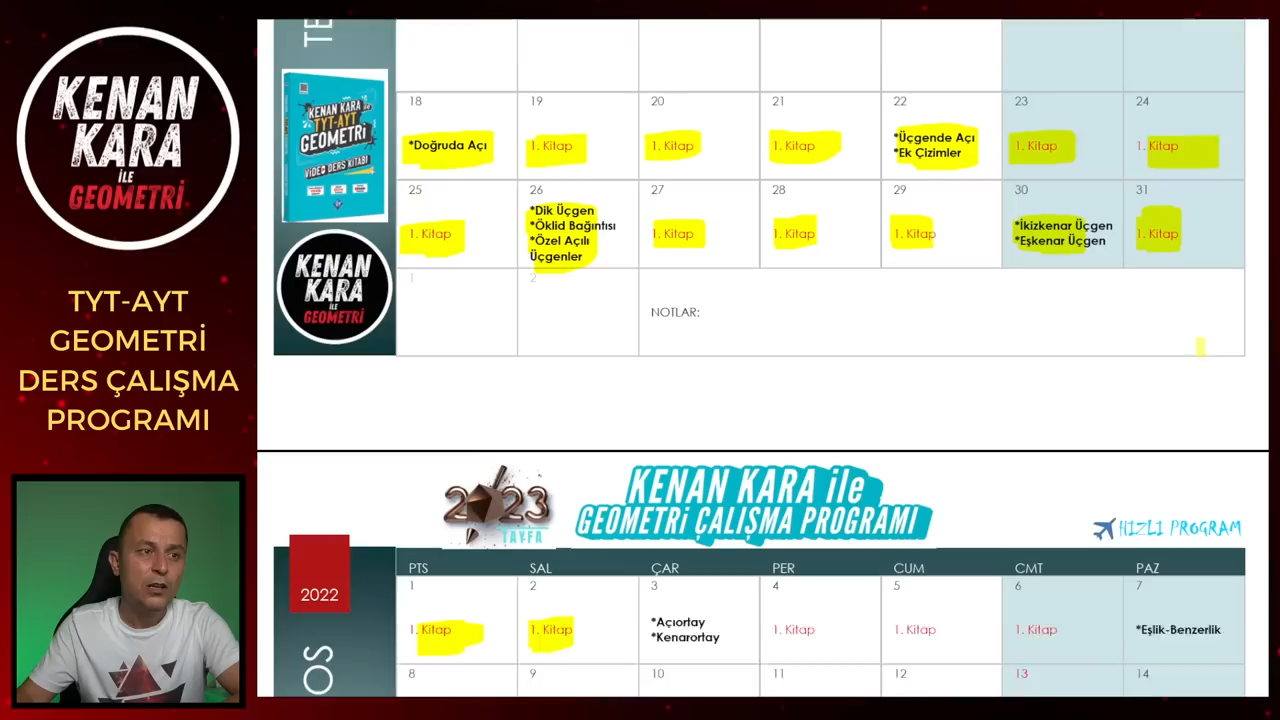 KENAN
KARA
İLE
GEOMETRİ
TYT-AYT
GEOMETRİ
DERS ÇALIŞMA
PROGRAMI
TE
KENAN KARA ile
TYT-AYT
GEOMETRİ
VİDEO DERS KİTABI
KENAN
KARA
İLE
GEOMETRİ
18 19 20 21 22 23 24
*Doğruda Açı
1. Kitap
1. Kitap
1. Kitap
*Üçgende Açı
*Ek Çizimler
1. Kitap
1. Kitap
25 26 27 28 29 30 31
1. Kitap
*Dik Üçgen
*Öklid Bağıntısı
*Özel Açılı
Üçgenler
1. Kitap
1. Kitap
1. Kitap
*İkizkenar Üçgen
*Eşkenar Üçgen
1. Kitap
1 2
NOTLAR:
2023
TAYFA
KENAN KARA ile
GEOMETRİ ÇALIŞMA PROGRAMI
HIZLI PROGRAM
2022
OS
PTS SAL ÇAR PER CUM CMT PAZ
1 2 3 4 5 6 7
1. Kitap
1. Kitap
*Açıortay
*Kenarortay
1. Kitap
1. Kitap
1. Kitap
*Eşlik-Benzerlik
8 9 10 11 12 13 14